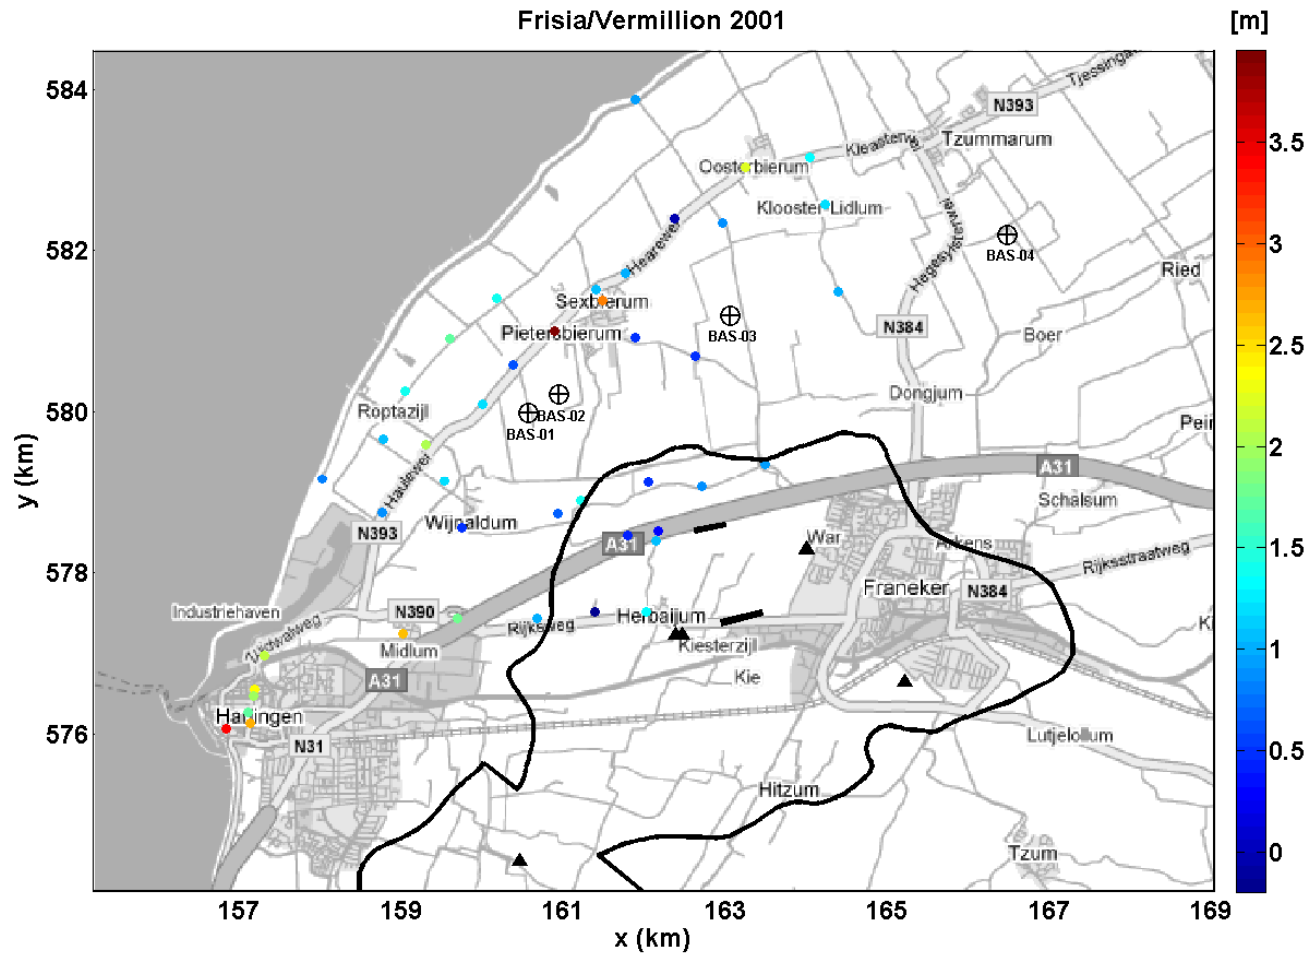 Frisia/Vermillion 2001
[m]
584
N393
Tjessinga
Kleasterwei
Tzummarum
Oosterbierum
Klooster-Lidlum
582
Hearewei
Hegesylsterwei
BAS-04
Ried
Sexbierum
Pietersbierum
BAS-03
N384
Boer
Dongjum
580
Roptazijl
BAS-02
BAS-01
Haulewei
A31
Schalsum
Wijnaldum
N393
A31
War
Arkens
578
Rijksstraatweg
Franeker
N384
Industriehaven
N390
Herbaijum
Rijksweg
Zuidwalweg
Midlum
Kiesterzijl
Kie
A31
Harlingen
576
N31
Lutjelollum
Hitzum
Tzum
157
159
161
163
165
167
169
x (km)
y (km)
3.5
3
2.5
2
1.5
1
0.5
0